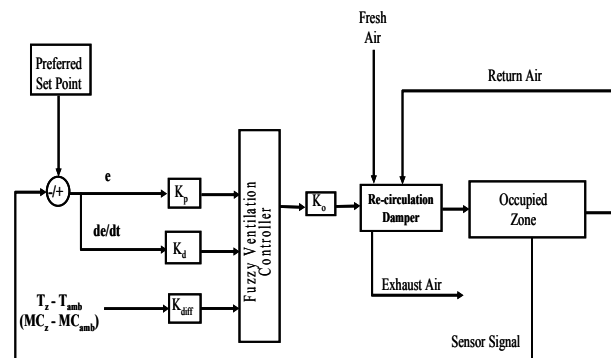 Fresh
Air
Preferred
Set Point
Return Air
-/+
e
K_p
Fuzzy Ventilation
Controller
K_o
Re-circulation
Damper
Occupied
Zone
de/dt
K_d
Exhaust Air
T_z - T_amb
(MC_z - MC_amb)
K_diff
Sensor Signal